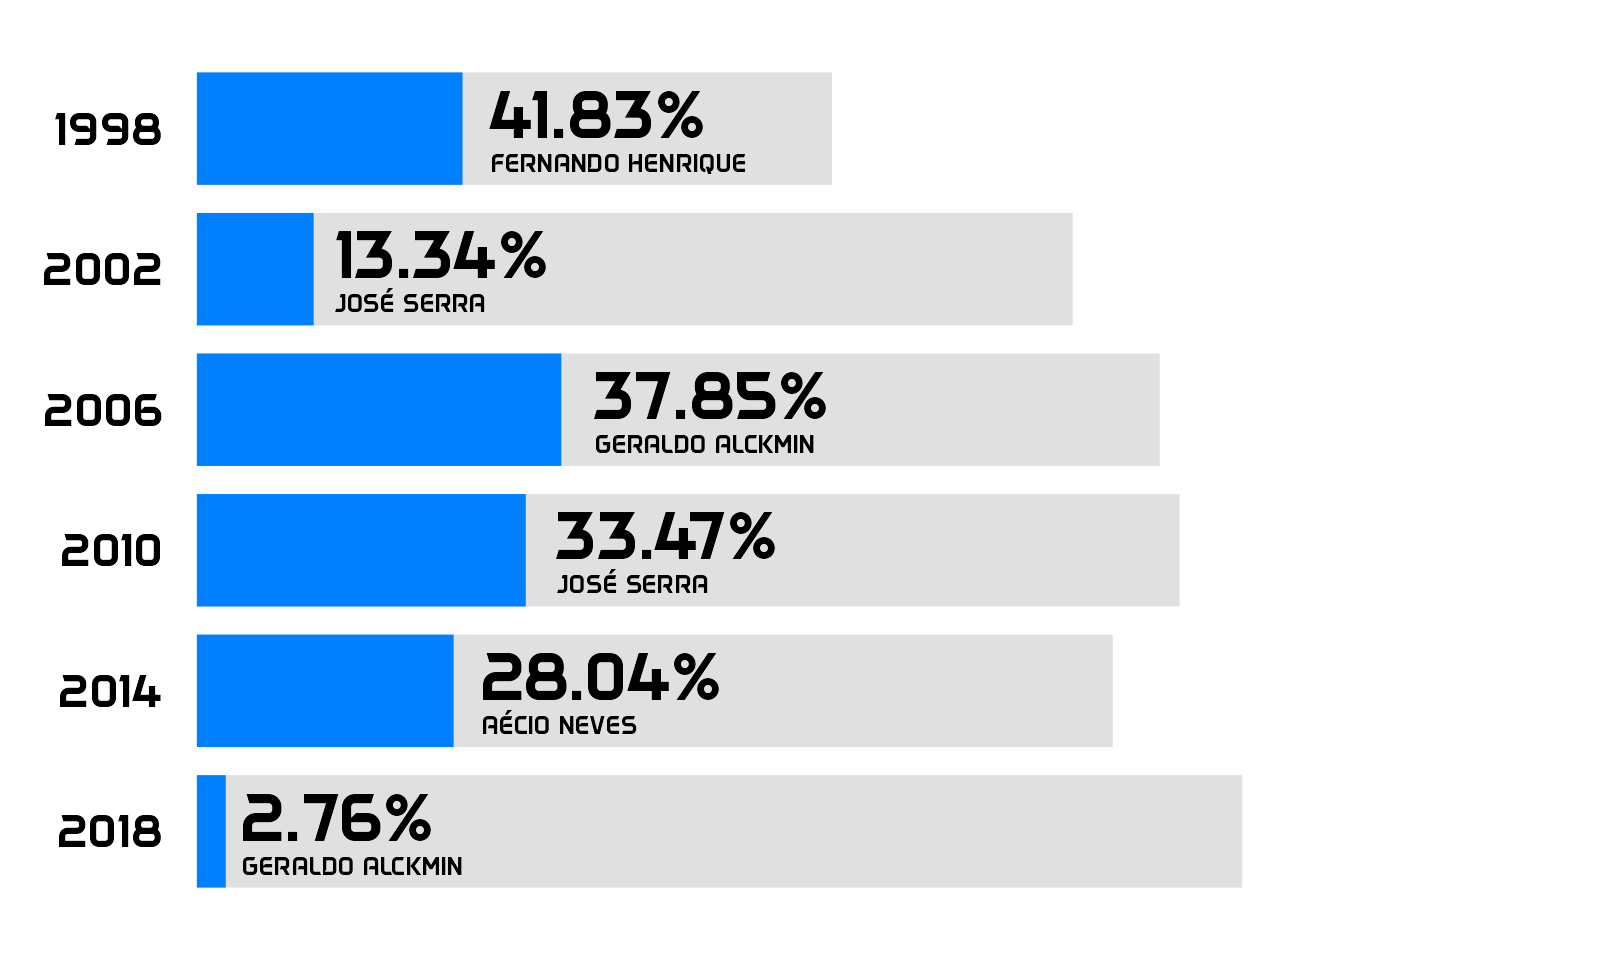 1998
41.83%
FERNANDO HENRIQUE
2002
13.34%
JOSÉ SERRA
2006
37.85%
GERALDO ALCKMIN
2010
33.47%
JOSÉ SERRA
2014
28.04%
AÉCIO NEVES
2018
2.76%
GERALDO ALCKMIN